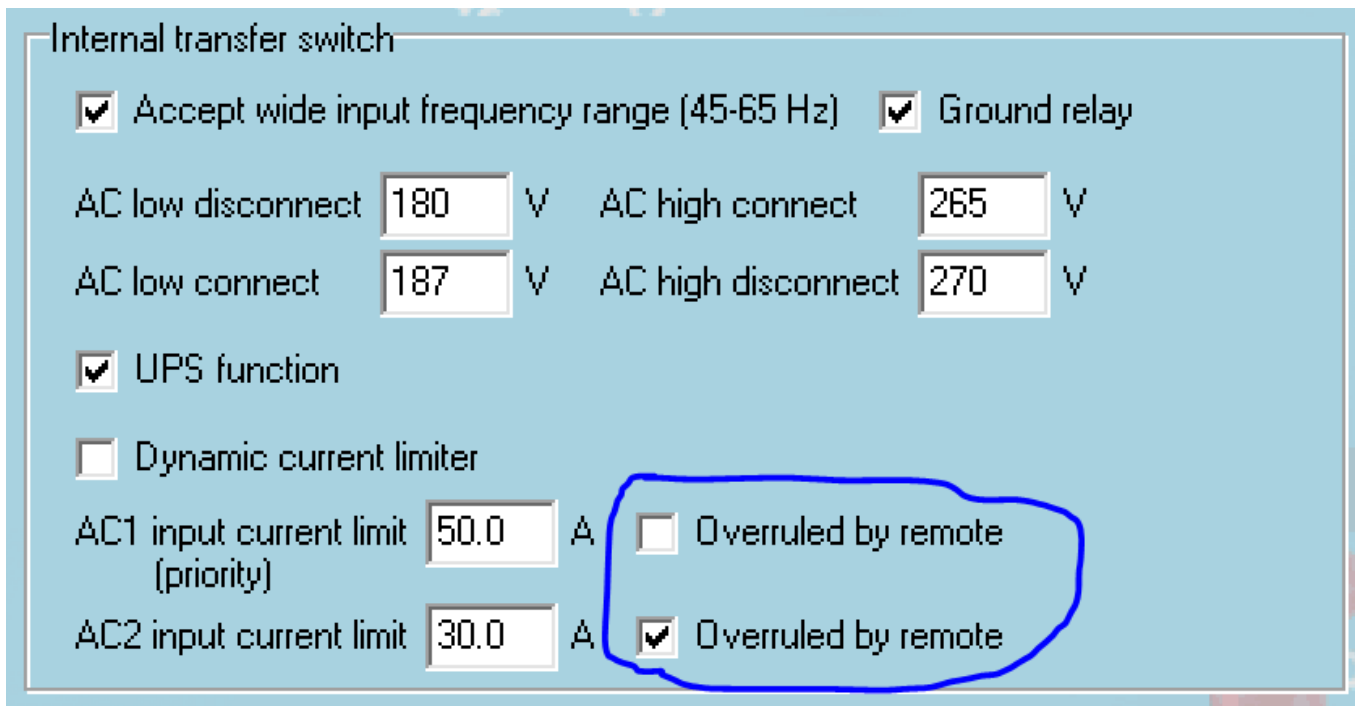 Internal transfer switch
Accept wide input frequency range (45-65 Hz) Ground relay
AC low disconnect 180 V AC high connect 265 V
AC low connect 187 V AC high disconnect 270 V
UPS function
Dynamic current limiter
AC1 input current limit 50.0 A Overruled by remote
(priority)
AC2 input current limit 30.0 A Overruled by remote